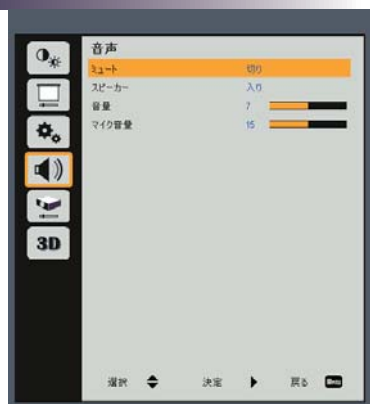 音声
ミュート 切り
スピーカー 入り
音量 7
マイク音量 15
3D
選択 決定 戻る Menu